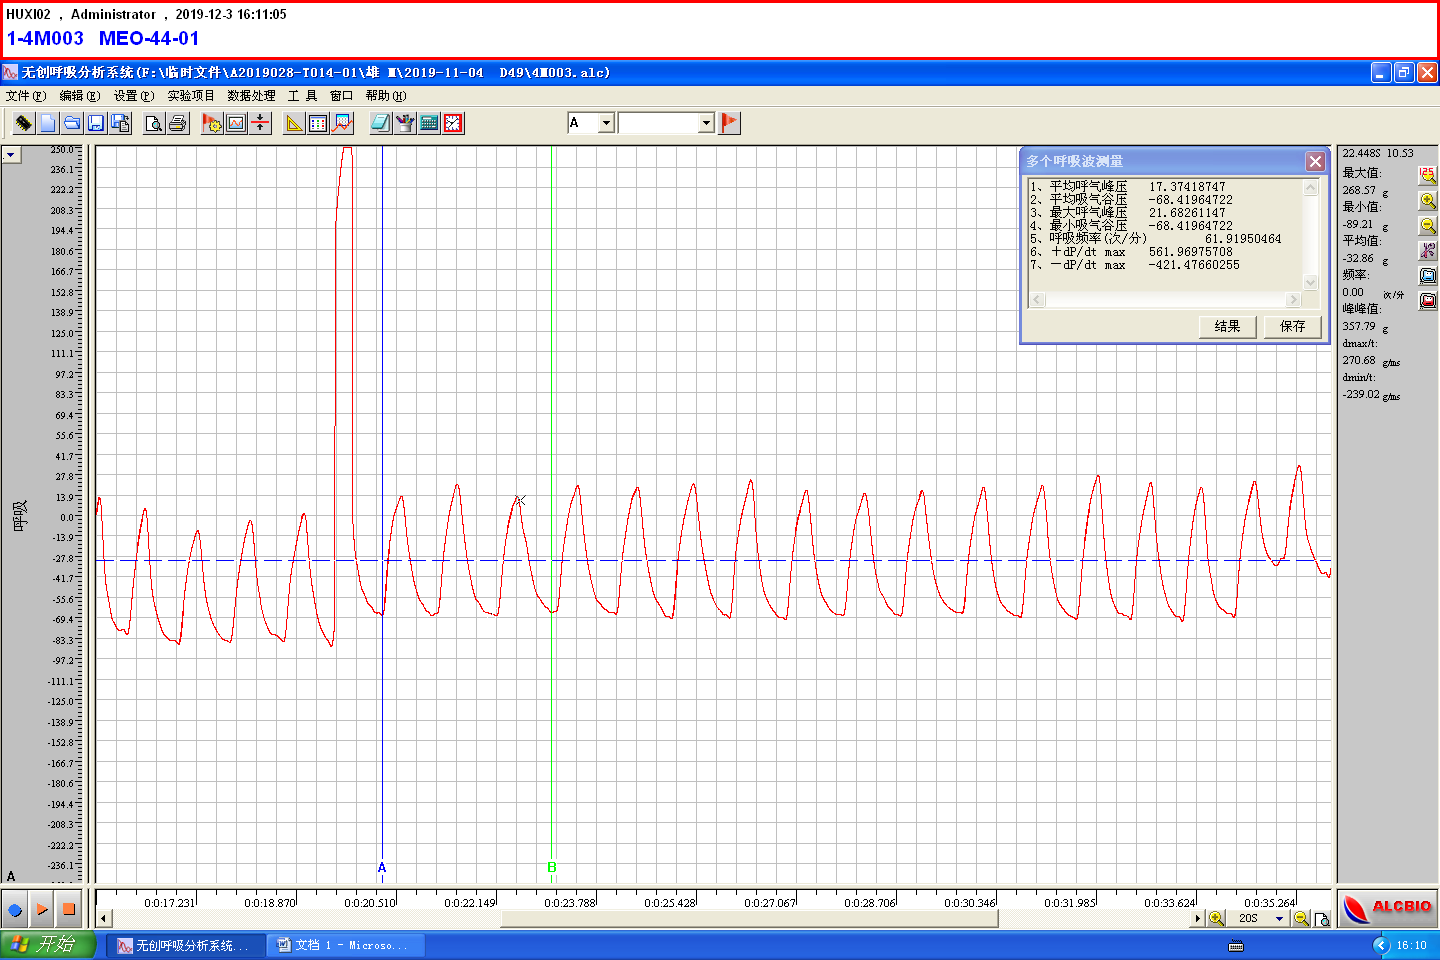 HUXI02 , Administrator , 2019-12-3 16:11:05
1-4M003 MEO-44-01
无创呼吸分析系统(F:\临时文件\A2019028-T014-01\雄 M\2019-11-04 D49\4M003.alc)
文件(F) 编辑(E) 设置(P) 实验项目 数据处理 工 具 窗口 帮助(H)
A
250.0
236.1
222.2
208.3
194.4
180.6
166.7
152.8
138.9
125.0
111.1
97.2
83.3
69.4
55.6
41.7
27.8
13.9
0.0
-13.9
-27.8
-41.7
-55.6
-69.4
-83.3
-97.2
-111.1
-125.0
-138.9
-152.8
-166.7
-180.6
-194.4
-208.3
-222.2
-236.1
呼吸
A
A
B
多个呼吸波测量
1、平均呼气峰压 17.37418747
2、平均吸气谷压 -68.41964722
3、最大呼气峰压 21.68261147
4、最小吸气谷压 -68.41964722
5、呼吸频率(次/分) 61.91950464
6、＋dP/dt max 561.96975708
7、－dP/dt max -421.47660255
结果 保存
22.448S 10.53
最大值:
268.57 g
最小值:
-89.21 g
平均值:
-32.86 g
频率:
0.00 次/分
峰峰值:
357.79 g
dmax/t:
270.68 g/ms
dmin/t:
-239.02 g/ms
125
0:0:17.231 0:0:18.870 0:0:20.510 0:0:22.149 0:0:23.788 0:0:25.428 0:0:27.067 0:0:28.706 0:0:30.346 0:0:31.985 0:0:33.624 0:0:35.264
20S
ALCBIO
开始 无创呼吸分析系统... 文档 1 - Microso... 16:10